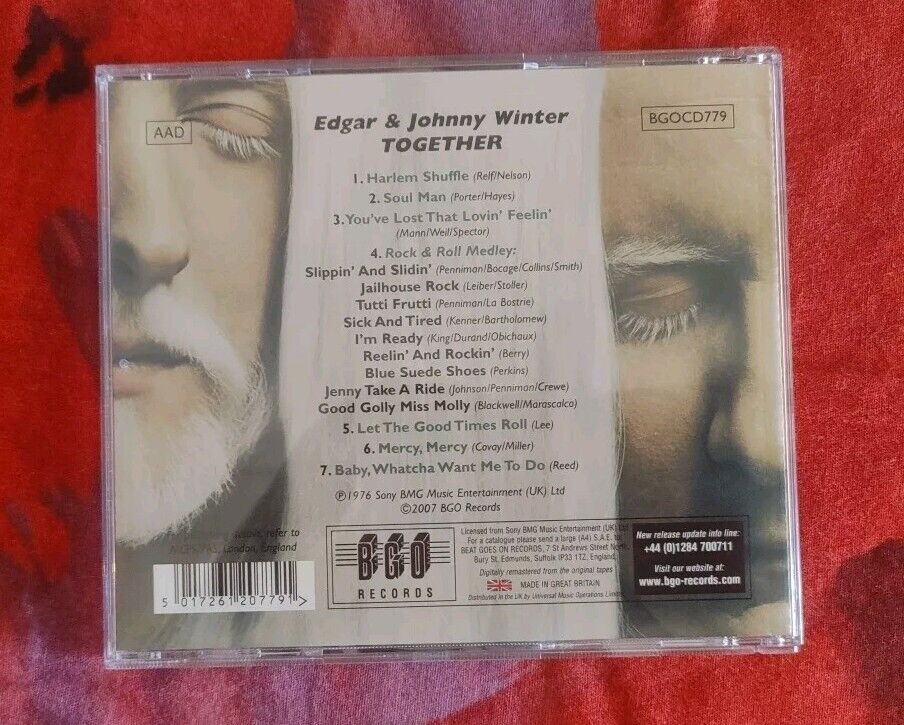 AAD
Edgar & Johnny Winter
TOGETHER
BGOCD779
1. Harlem Shuffle (Relf/Nelson)
2. Soul Man (Porter/Hayes)
3. You've Lost That Lovin' Feelin'
(Mann/Weil/Spector)
4. Rock & Roll Medley:
Slippin' And Slidin' (Penniman/Bocage/Collins/Smith)
Jailhouse Rock (Leiber/Stoller)
Tutti Frutti (Penniman/La Bostrie)
Sick And Tired (Kenner/Bartholomew)
I'm Ready (King/Durand/Obichaux)
Reelin' And Rockin' (Berry)
Blue Suede Shoes (Perkins)
Jenny Take A Ride (Johnson/Penniman/Crewe)
Good Golly Miss Molly (Blackwell/Marascalco)
5. Let The Good Times Roll (Lee)
6. Mercy, Mercy (Covay/Miller)
7. Baby, Whatcha Want Me To Do (Reed)
℗1976 Sony BMG Music Entertainment (UK) Ltd
©2007 BGO Records
refer to
London, England
5 017261 207791 >
BGO
RECORDS
Licensed from Sony BMG Music Entertainment (UK) Ltd
For a catalogue please send a large (A4) S.A.E. to
BEAT GOES ON RECORDS, 7 St Andrews Street North,
Bury St. Edmunds, Suffolk IP33 1TZ, England
Digitally remastered from the original tapes
MADE IN GREAT BRITAIN
Distributed in the UK by Universal Music Operations Limited
New release update info line:
+44 (0)1284 700711
Visit our website at:
www.bgo-records.com